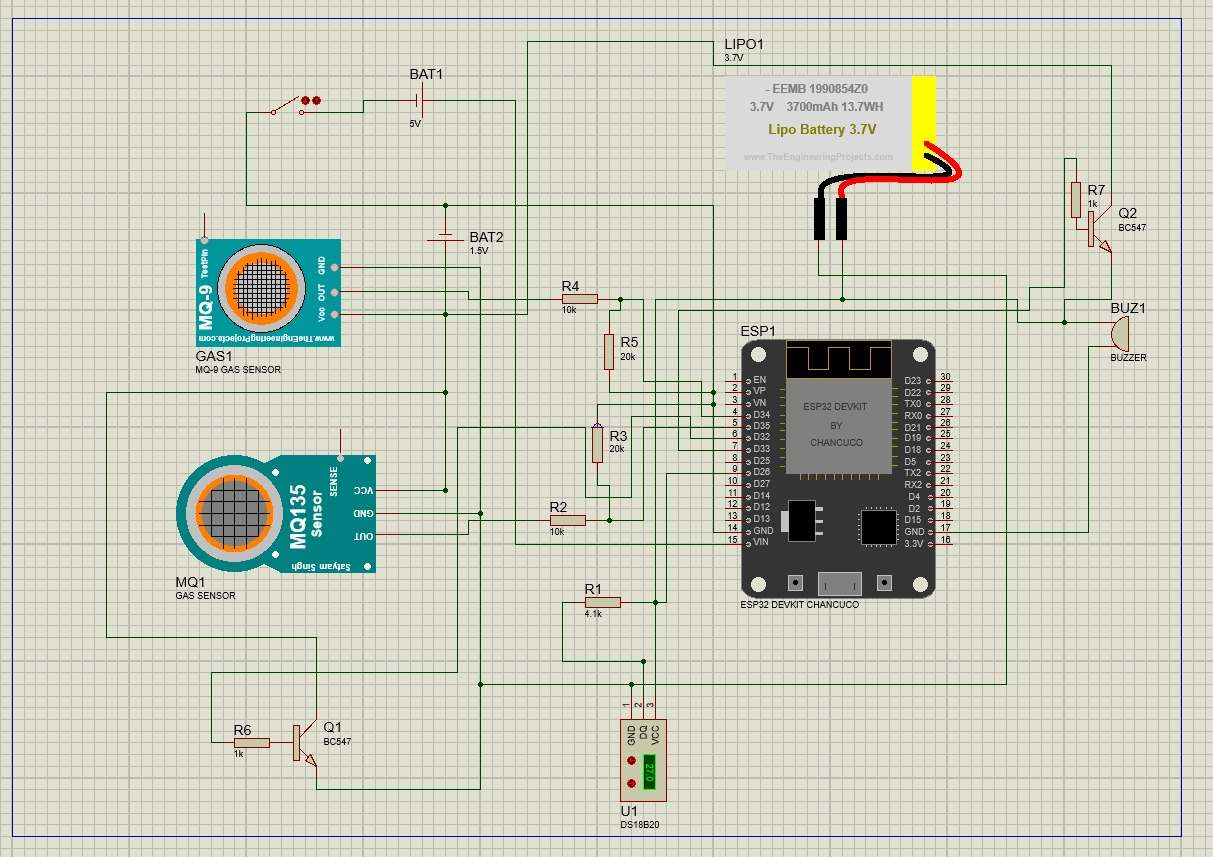 LIPO1
3.7V
- EEMB 1990854Z0
3.7V 3700mAh 13.7WH
Lipo Battery 3.7V
www.TheEngineeringProjects.com
BAT1
5V
BAT2
1.5V
R7
1k
Q2
BC547
TestPin
MQ-9
GND
OUT
Vcc
www.TheEngineeringProjects.com
GAS1
MQ-9 GAS SENSOR
R4
10k
R5
20k
BUZ1
BUZZER
ESP1
ESP32 DEVKIT
BY
CHANCUCO
1 EN
2 VP
3 VN
4 D34
5 D35
6 D32
7 D33
8 D25
9 D26
10 D27
11 D14
12 D12
13 D13
14 GND
15 VIN
D23 30
D22 29
TX0 28
RX0 27
D21 26
D19 25
D18 24
D5 23
TX2 22
RX2 21
D4 20
D2 19
D15 18
GND 17
3.3V 16
ESP32 DEVKIT CHANCUCO
R3
20k
SENSE
MQ135
sensor
VCC
GND
OUT
Satyam Singh
MQ1
GAS SENSOR
R2
10k
R1
4.1k
R6
1k
Q1
BC547
1 2 3
GND
DQ
VCC
27.0
U1
DS18B20